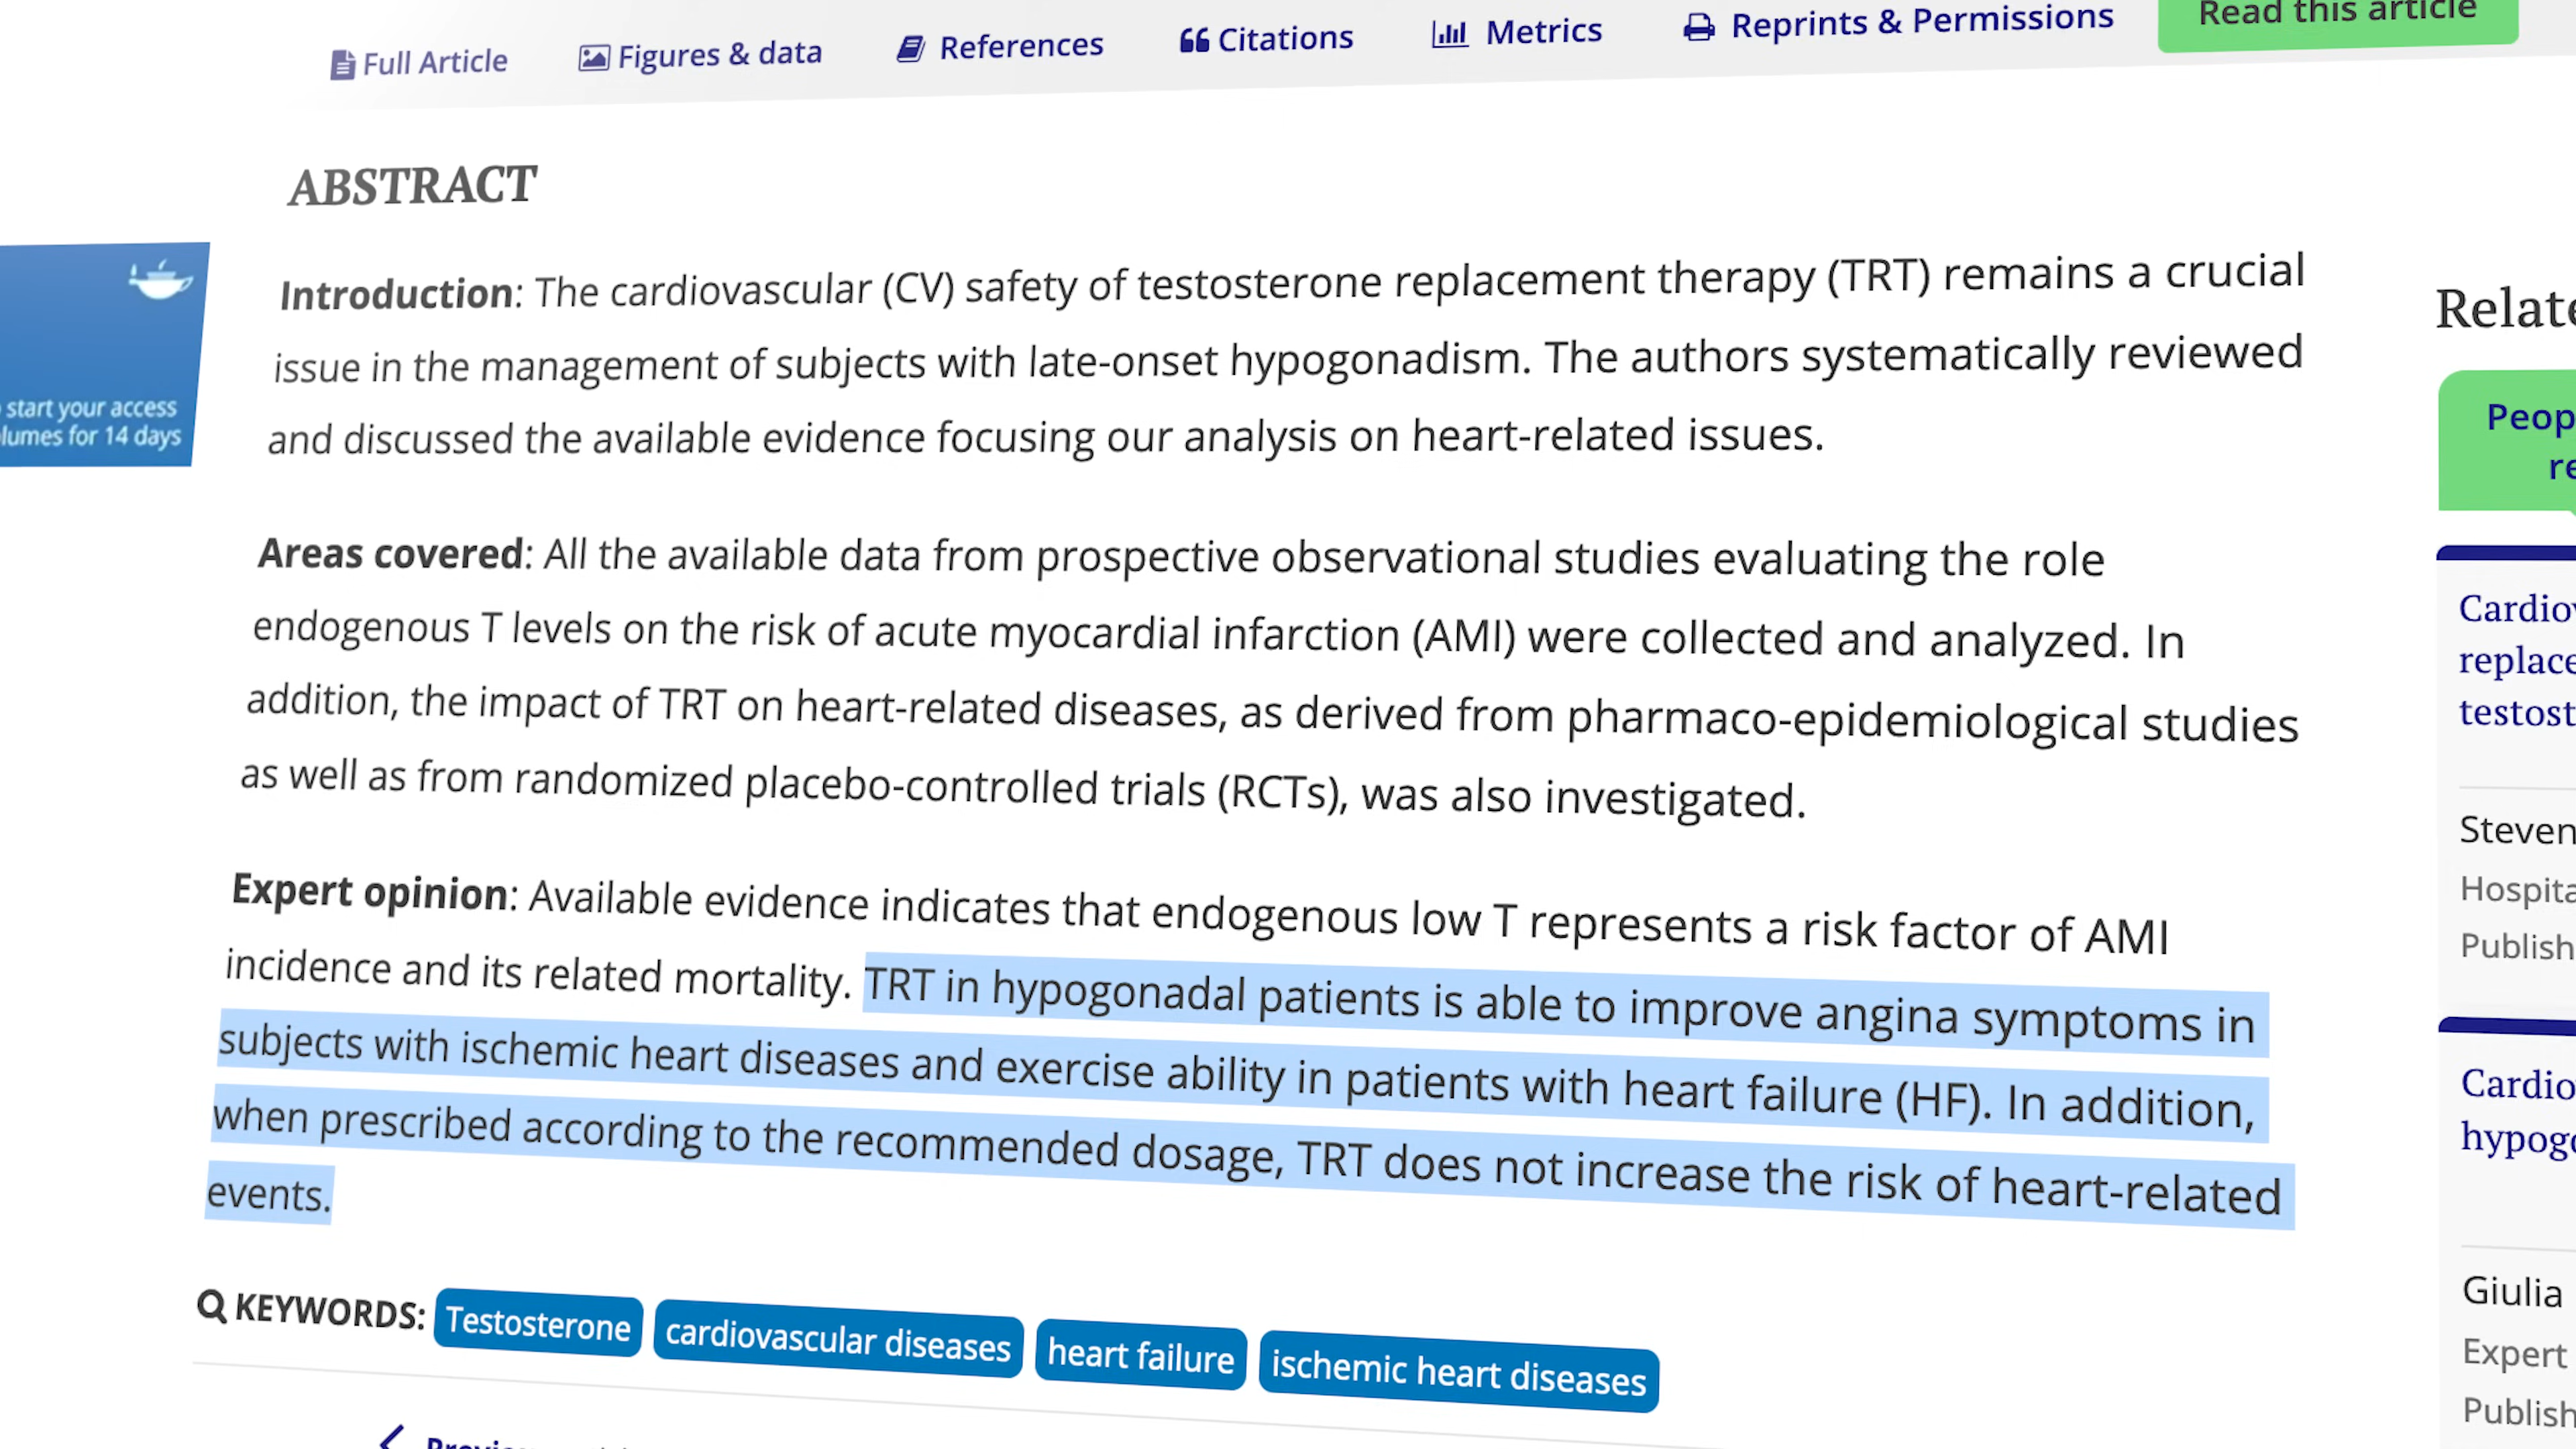 Full Article
Figures & data
References
Citations
Metrics
Reprints & Permissions
Read this article
ABSTRACT
start your access
for 14 days
Introduction: The cardiovascular (CV) safety of testosterone replacement therapy (TRT) remains a crucial
issue in the management of subjects with late-onset hypogonadism. The authors systematically reviewed
and discussed the available evidence focusing our analysis on heart-related issues.
Areas covered: All the available data from prospective observational studies evaluating the role
endogenous T levels on the risk of acute myocardial infarction (AMI) were collected and analyzed. In
addition, the impact of TRT on heart-related diseases, as derived from pharmaco-epidemiological studies
as well as from randomized placebo-controlled trials (RCTs), was also investigated.
Expert opinion: Available evidence indicates that endogenous low T represents a risk factor of AMI
incidence and its related mortality. TRT in hypogonadal patients is able to improve angina symptoms in
subjects with ischemic heart diseases and exercise ability in patients with heart failure (HF). In addition,
when prescribed according to the recommended dosage, TRT does not increase the risk of heart-related
events.
KEYWORDS: Testosterone cardiovascular diseases heart failure ischemic heart diseases
Steven
Giulia
Expert